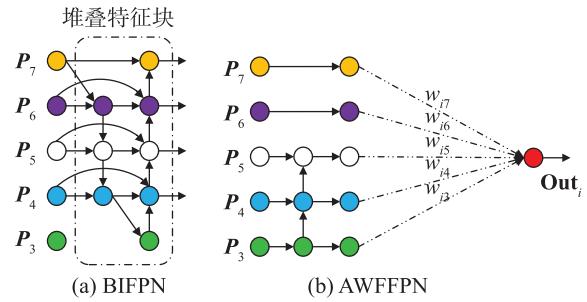 堆叠特征块
P7
P6
P5
P4
P3
(a) BIFPN
P7
P6
P5
P4
P3
wi7
wi6
wi5
wi4
wi3
Outi
(b) AWFFPN